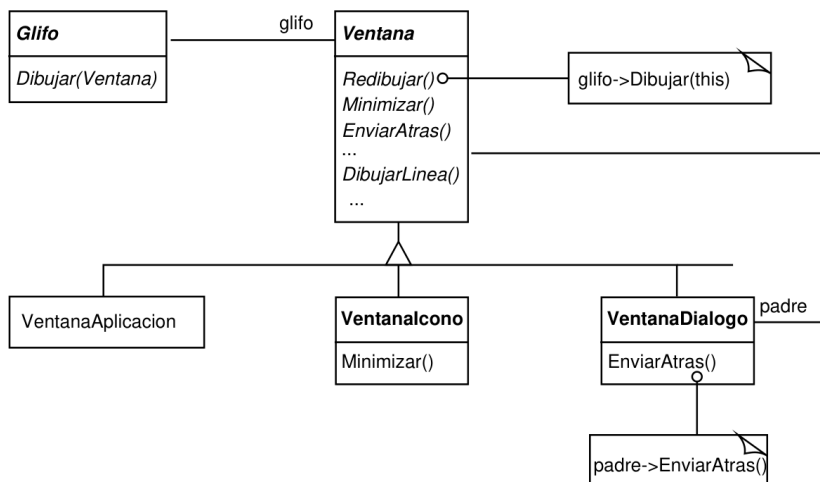 Glifo
Dibujar(Ventana)
glifo
Ventana
Redibujar()
Minimizar()
EnviarAtras()
...
DibujarLinea()
...
glifo->Dibujar(this)
VentanaAplicacion
VentanaIcono
Minimizar()
VentanaDialogo
EnviarAtras()
padre
padre->EnviarAtras()